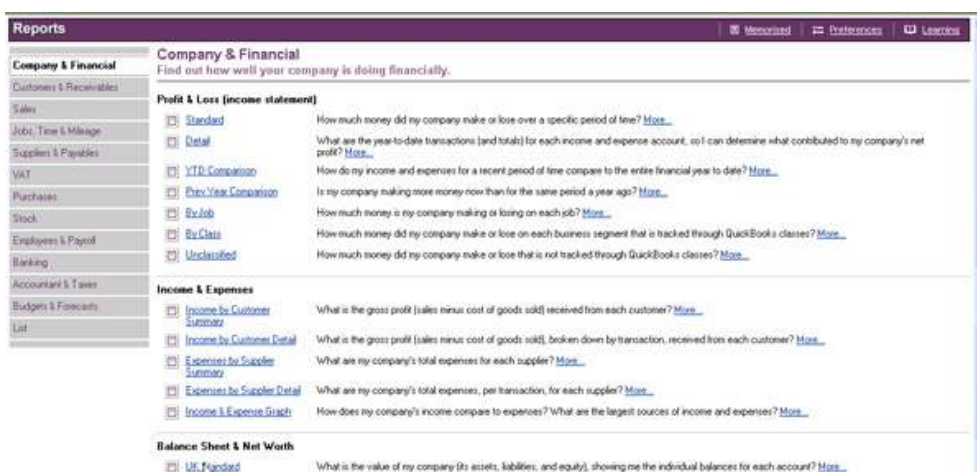 Reports
Memorised
Preferences
Learning
Company & Financial
Customers & Receivables
Sales
Jobs, Time & Mileage
Suppliers & Payables
VAT
Purchases
Stock
Employees & Payroll
Banking
Accountant & Taxes
Budgets & Forecasts
List
Company & Financial
Find out how well your company is doing financially.
Profit & Loss (income statement)
Standard How much money did my company make or lose over a specific period of time? More...
Detail What are the year-to-date transactions (and totals) for each income and expense account, so I can determine what contributed to my company's net
profit? More...
YTD Comparison How do my income and expenses for a recent period of time compare to the entire financial year to date? More...
Prev Year Comparison Is my company making more money now than for the same period a year ago? More...
By Job How much money is my company making or losing on each job? More...
By Class How much money did my company make or lose on each business segment that is tracked through QuickBooks classes? More...
Unclassified How much money did my company make or lose that is not tracked through QuickBooks classes? More...
Income & Expenses
Income by Customer What is the gross profit (sales minus cost of goods sold) received from each customer? More...
Summary
Income by Customer Detail What is the gross profit (sales minus cost of goods sold), broken down by transaction, received from each customer? More...
Expenses by Supplier What are my company's total expenses for each supplier? More...
Summary
Expenses by Supplier Detail What are my company's total expenses, per transaction, for each supplier? More...
Income & Expense Graph How does my company's income compare to expenses? What are the largest sources of income and expenses? More...
Balance Sheet & Net Worth
UK Standard What is the value of my company (its assets, liabilities, and equity), showing me the individual balances for each account? More...